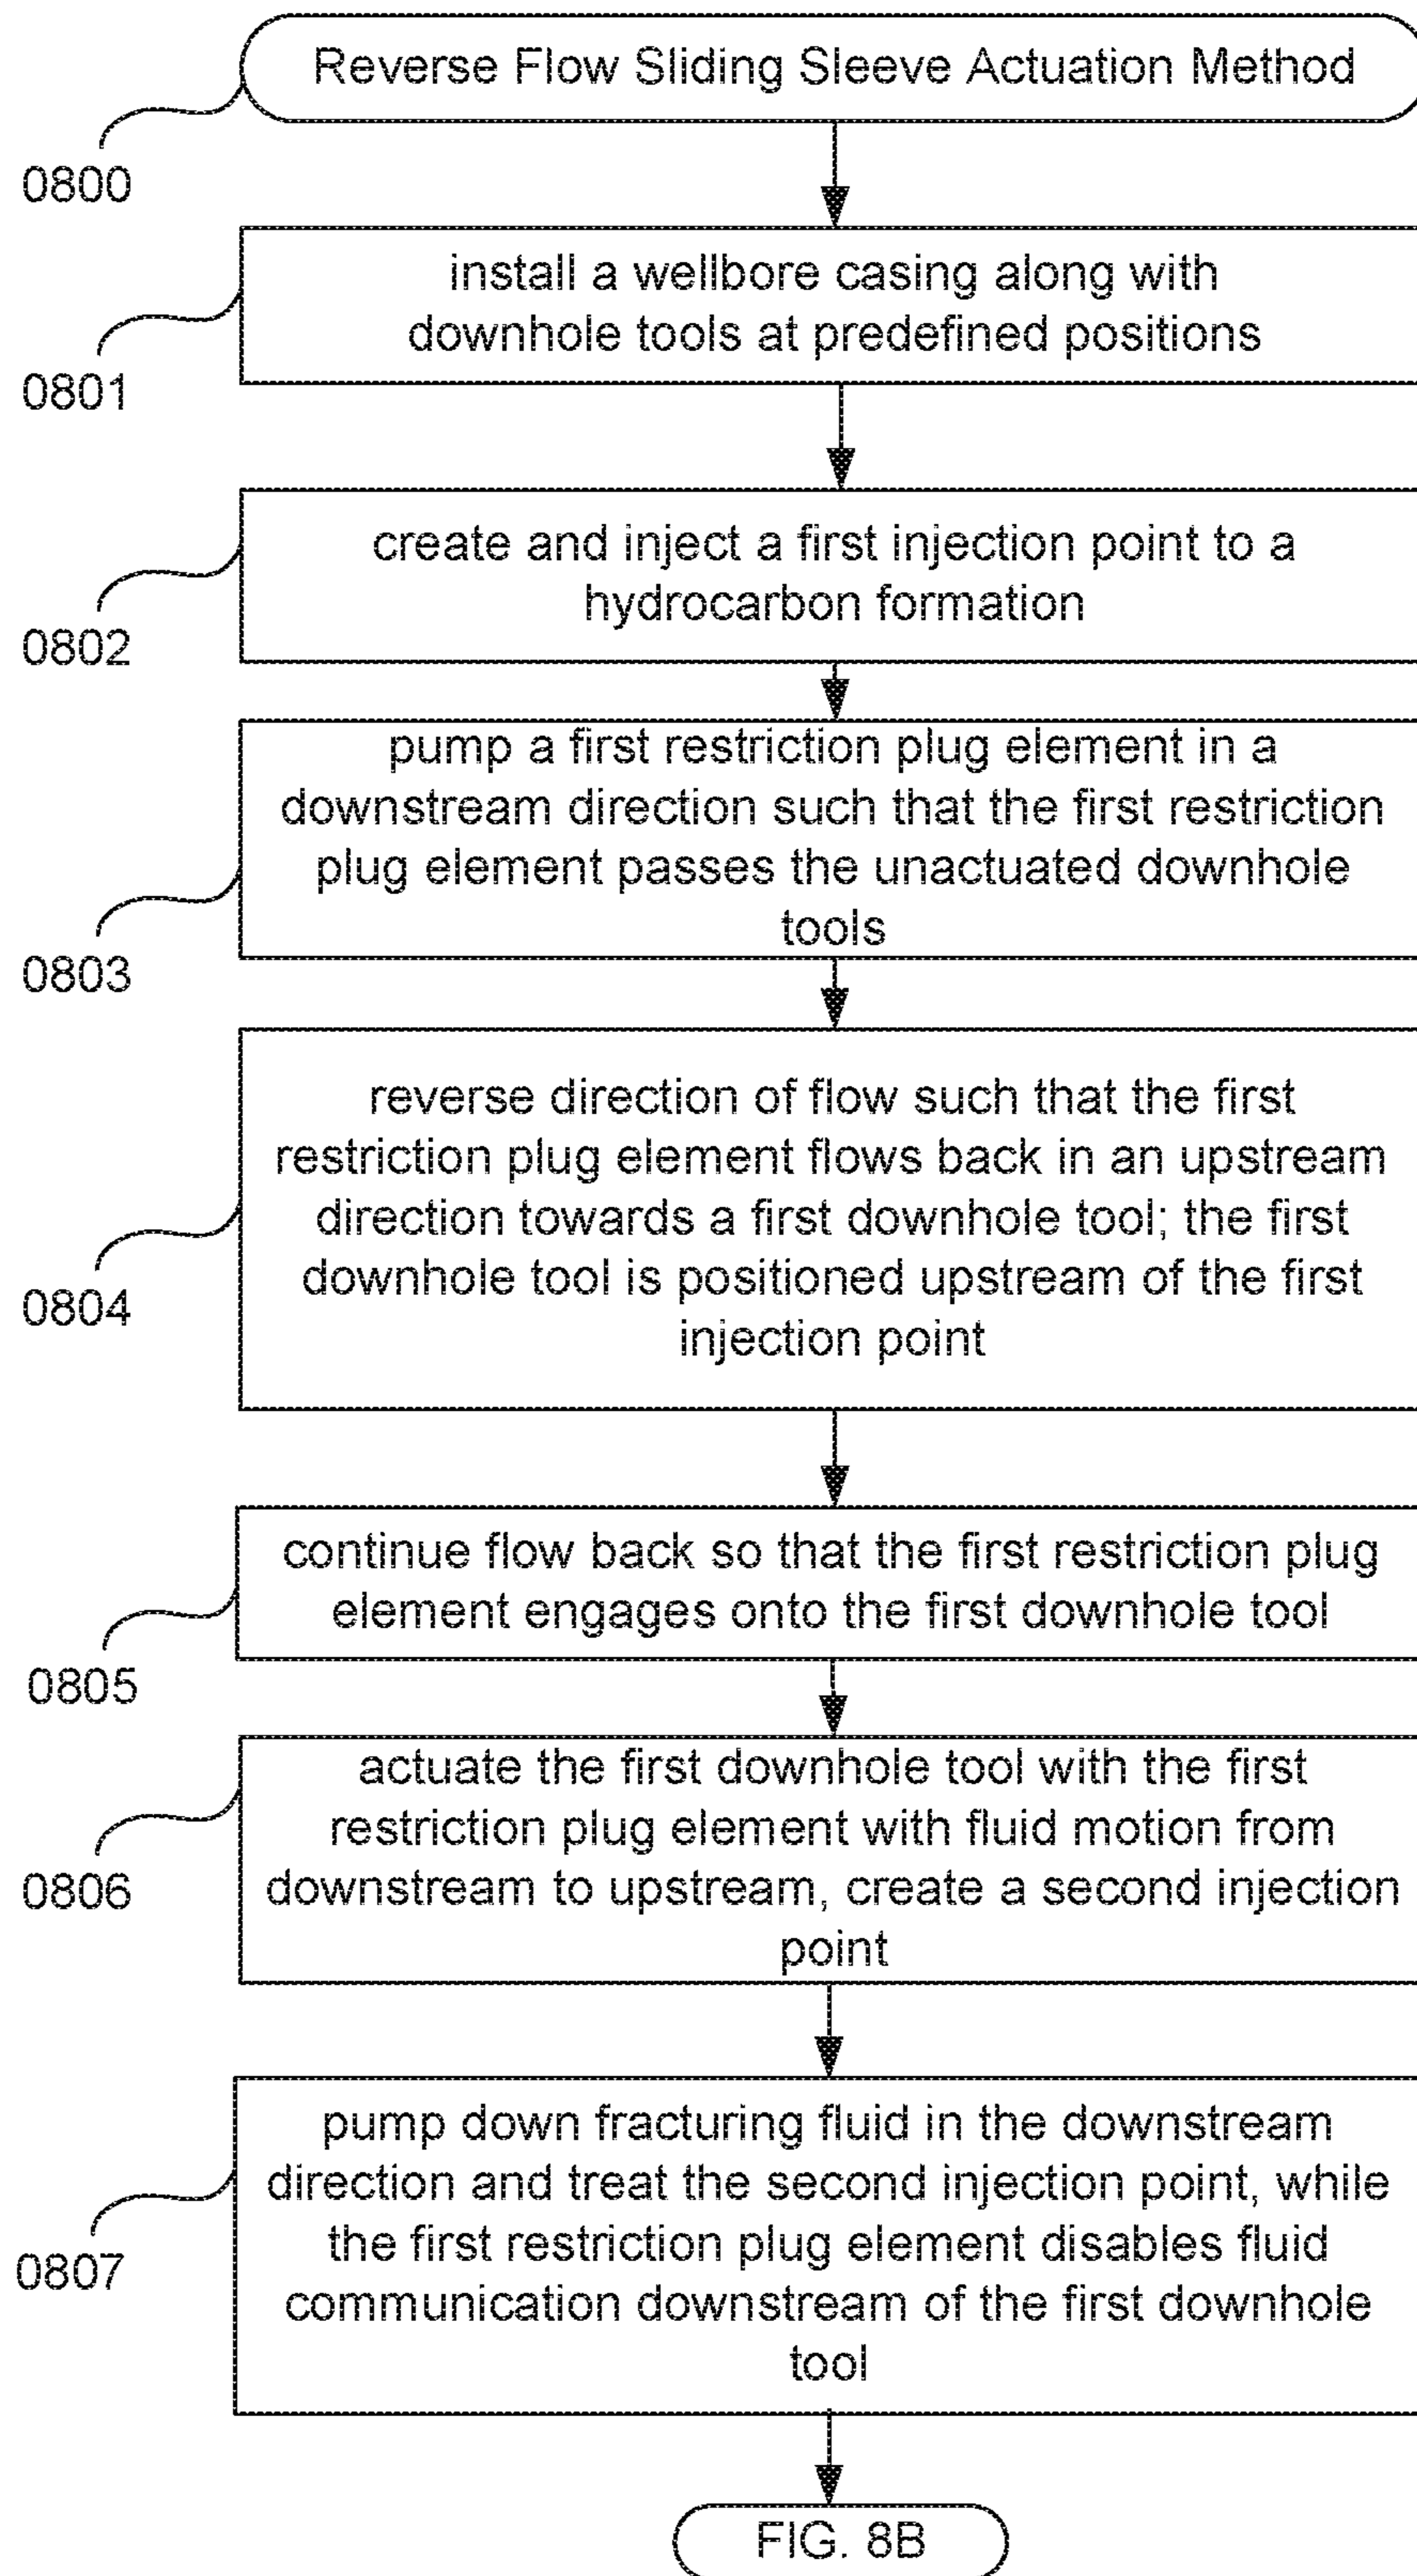 Reverse Flow Sliding Sleeve Actuation Method
0800
install a wellbore casing along with
downhole tools at predefined positions
0801
create and inject a first injection point to a
hydrocarbon formation
0802
pump a first restriction plug element in a
downstream direction such that the first restriction
plug element passes the unactuated downhole
tools
0803
reverse direction of flow such that the first
restriction plug element flows back in an upstream
direction towards a first downhole tool; the first
downhole tool is positioned upstream of the first
injection point
0804
continue flow back so that the first restriction plug
element engages onto the first downhole tool
0805
actuate the first downhole tool with the first
restriction plug element with fluid motion from
downstream to upstream, create a second injection
point
0806
pump down fracturing fluid in the downstream
direction and treat the second injection point, while
the first restriction plug element disables fluid
communication downstream of the first downhole
tool
0807
FIG. 8B